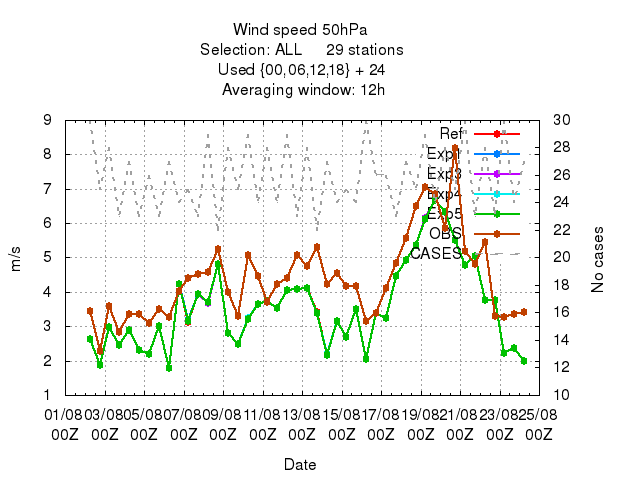 Wind speed 50hPa
Selection: ALL 29 stations
Used {00,06,12,18} + 24
Averaging window: 12h
9 8 7 6 5 4 3 2 1
m/s
30 28 26 24 22 20 18 16 14 12 10
No cases
Ref
Exp1
Exp3
Exp4
Exp5
OBS
CASES
01/08 03/08 05/08 07/08 09/08 11/08 13/08 15/08 17/08 19/08 21/08 23/08 25/08
00Z 00Z 00Z 00Z 00Z 00Z 00Z 00Z 00Z 00Z 00Z 00Z 00Z
Date